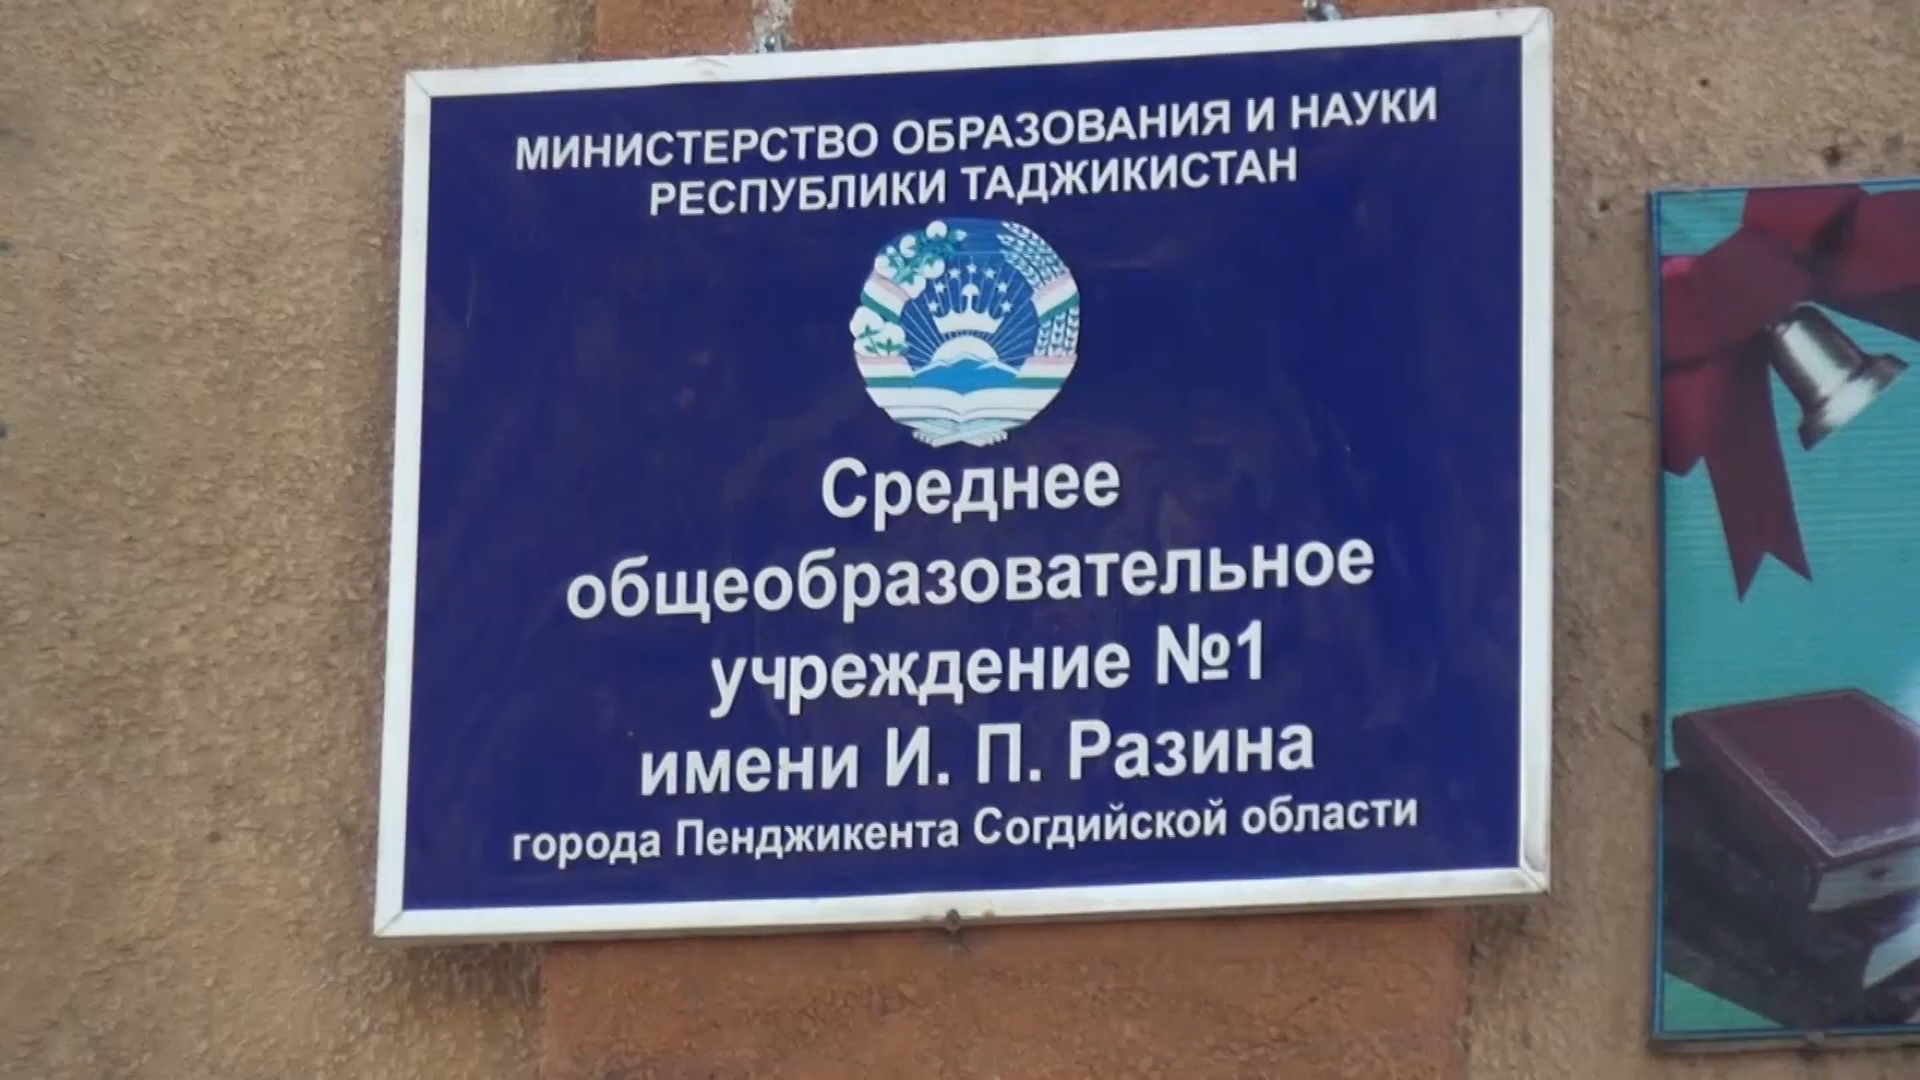 МИНИСТЕРСТВО ОБРАЗОВАНИЯ И НАУКИ
РЕСПУБЛИКИ ТАДЖИКИСТАН
Среднее
общеобразовательное
учреждение №1
имени И. П. Разина
города Пенджикента Согдийской области